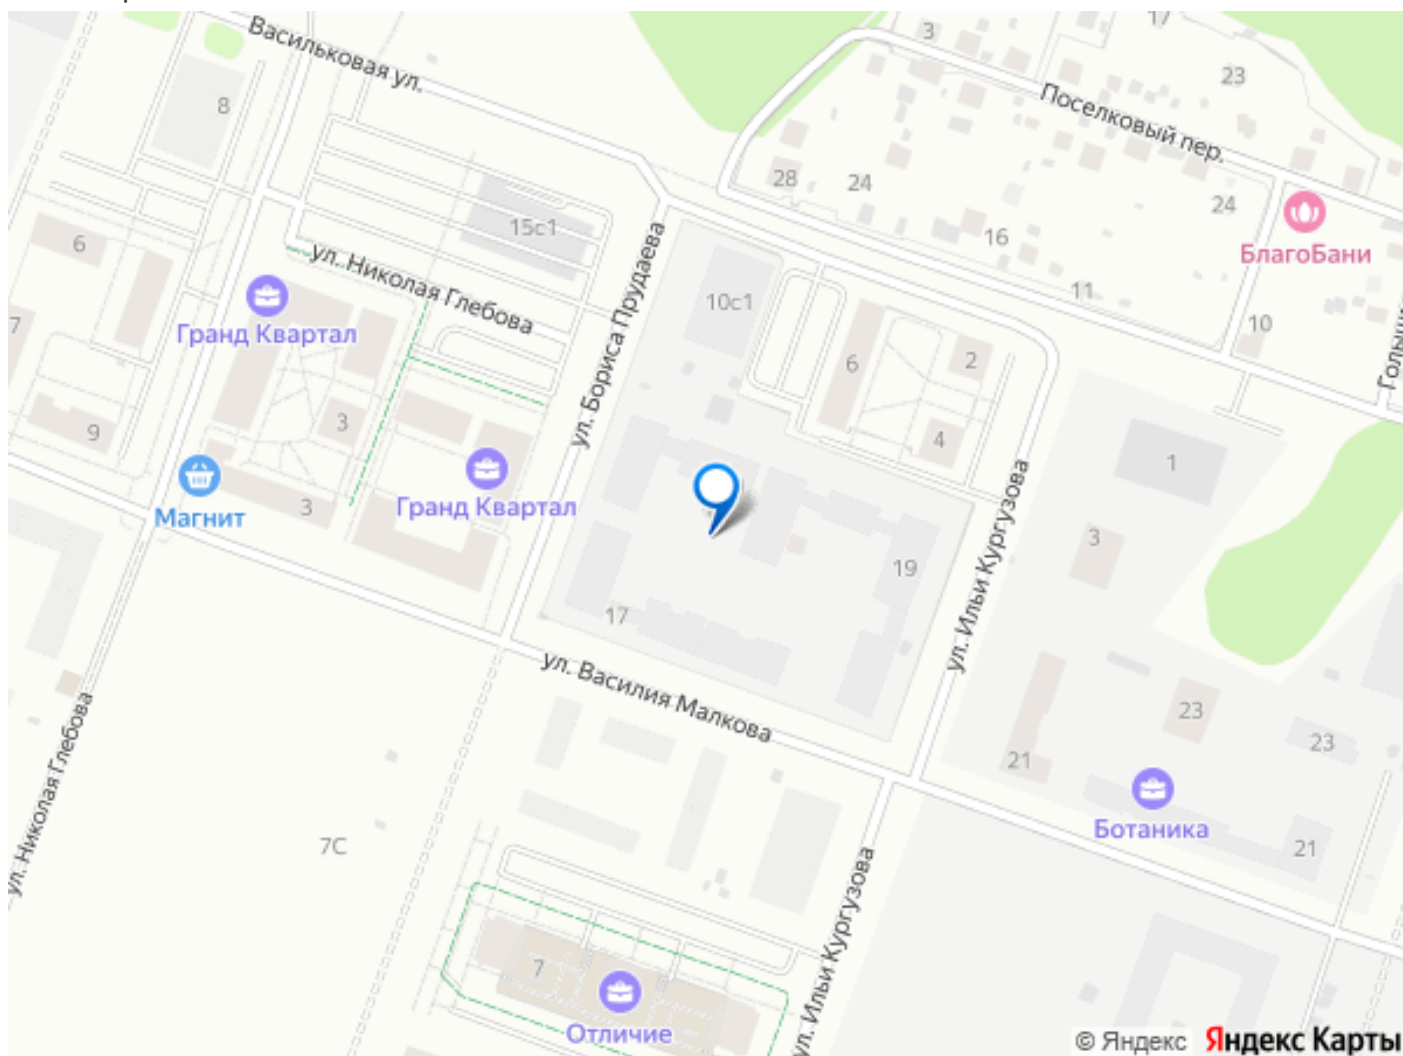 Васильковая ул.
17
3
23
8
Поселковый пер.
28
24
24
15с1
16
БлагоБани
6
ул. Николая Глебова
ул. Бориса Прудаева
10с1
11
10
Гранд Квартал
7
6
2
9
3
4
1
Гранд Квартал
Магнит
3
3
19
ул. Ильи Кургузова
17
ул. Василия Малкова
23
23
21
ул. Николая Глебова
Ботаника
7С
21
ул. Ильи Кургузова
7
Отличие
© Яндекс Яндекс Карты